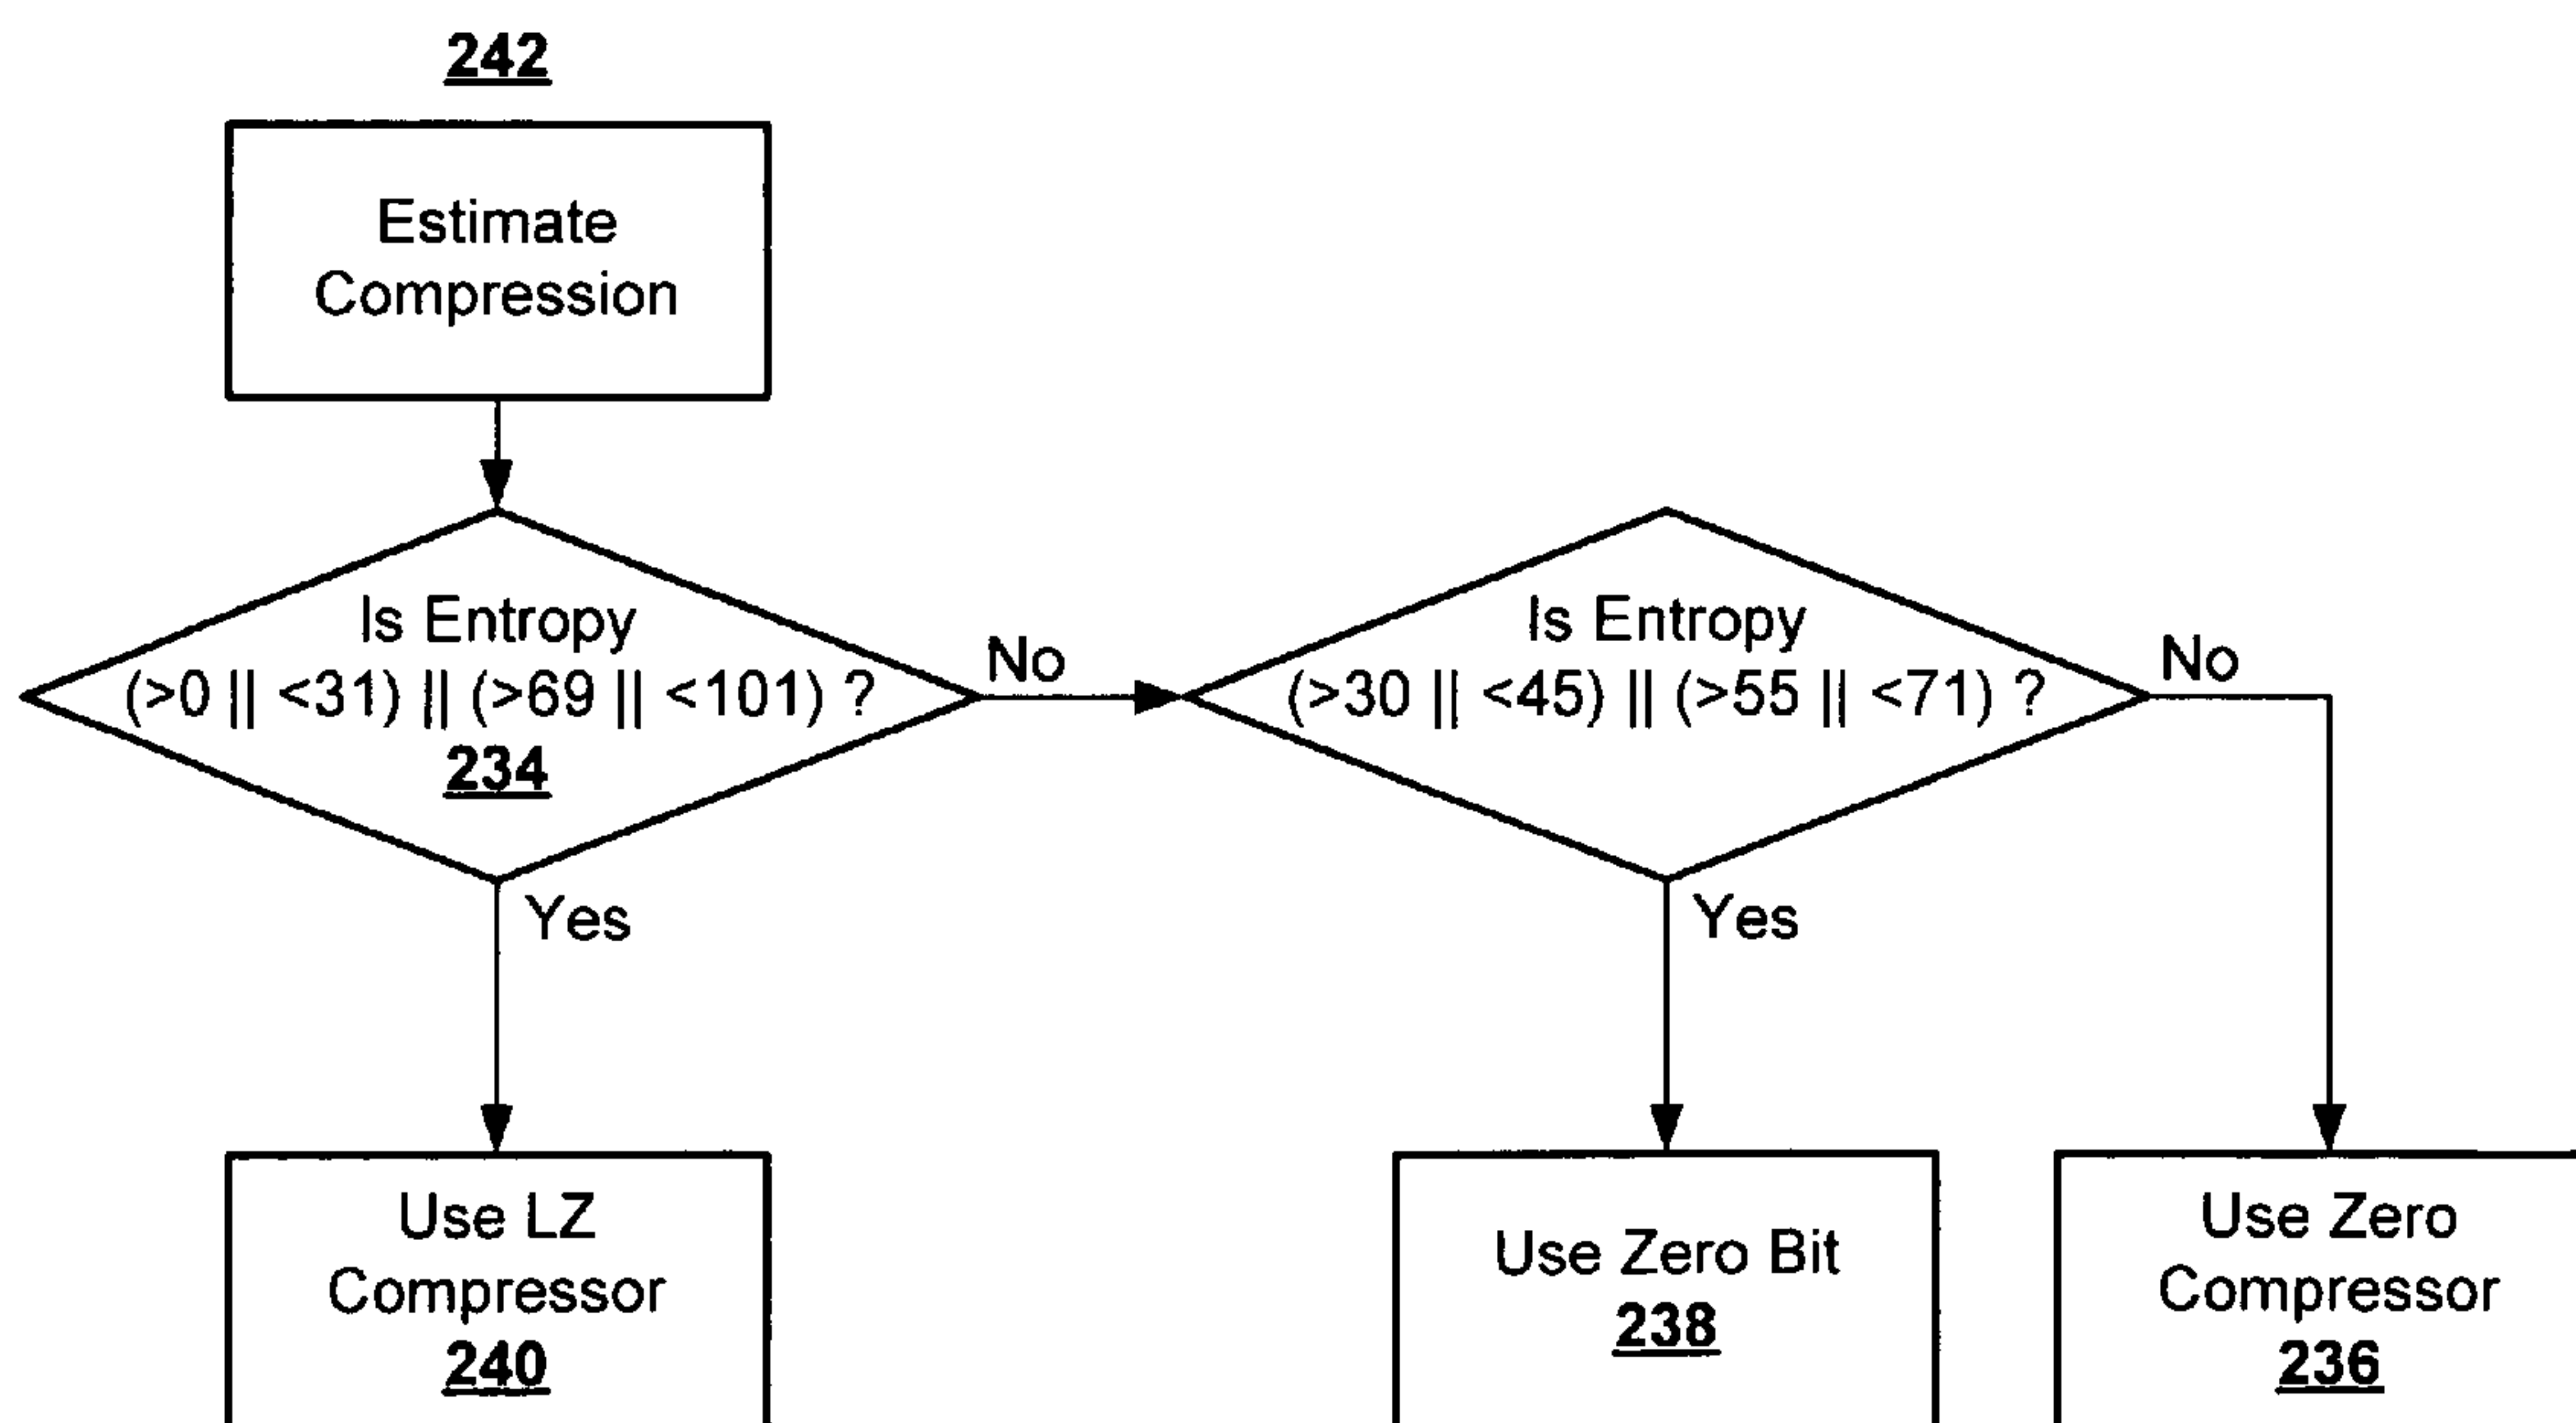 242
Estimate
Compression
Is Entropy
(>0 || <31) || (>69 || <101) ?
234
No
Is Entropy
(>30 || <45) || (>55 || <71) ?
No
Yes
Yes
Use LZ
Compressor
240
Use Zero Bit
238
Use Zero
Compressor
236